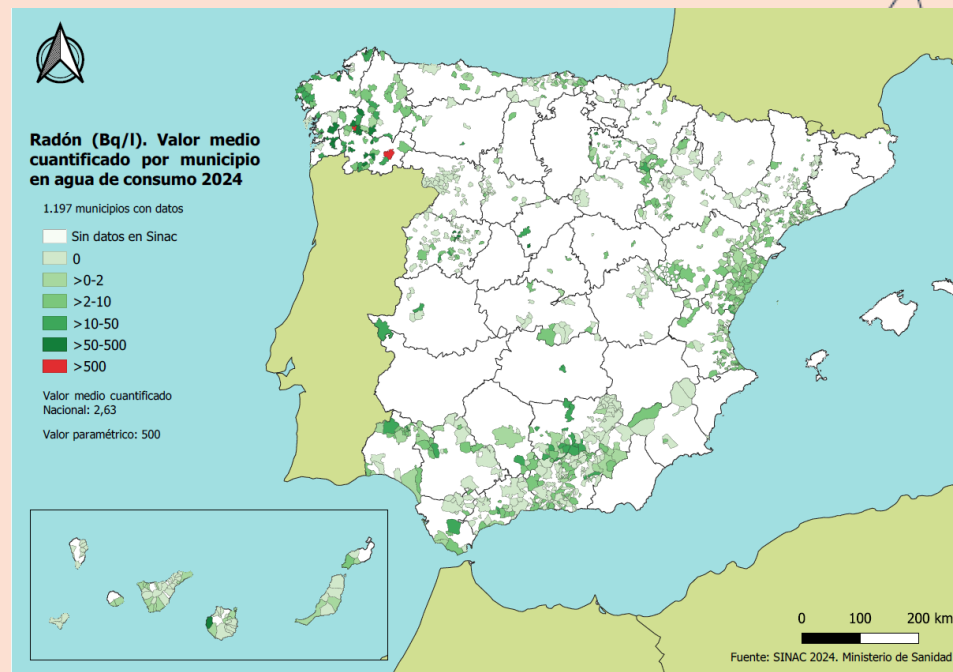 Radón (Bq/l). Valor medio
cuantificado por municipio
en agua de consumo 2024
1.197 municipios con datos
Sin datos en Sinac
0
>0-2
>2-10
>10-50
>50-500
>500
Valor medio cuantificado
Nacional: 2,63
Valor paramétrico: 500
0 100 200 km
Fuente: SINAC 2024. Ministerio de Sanidad